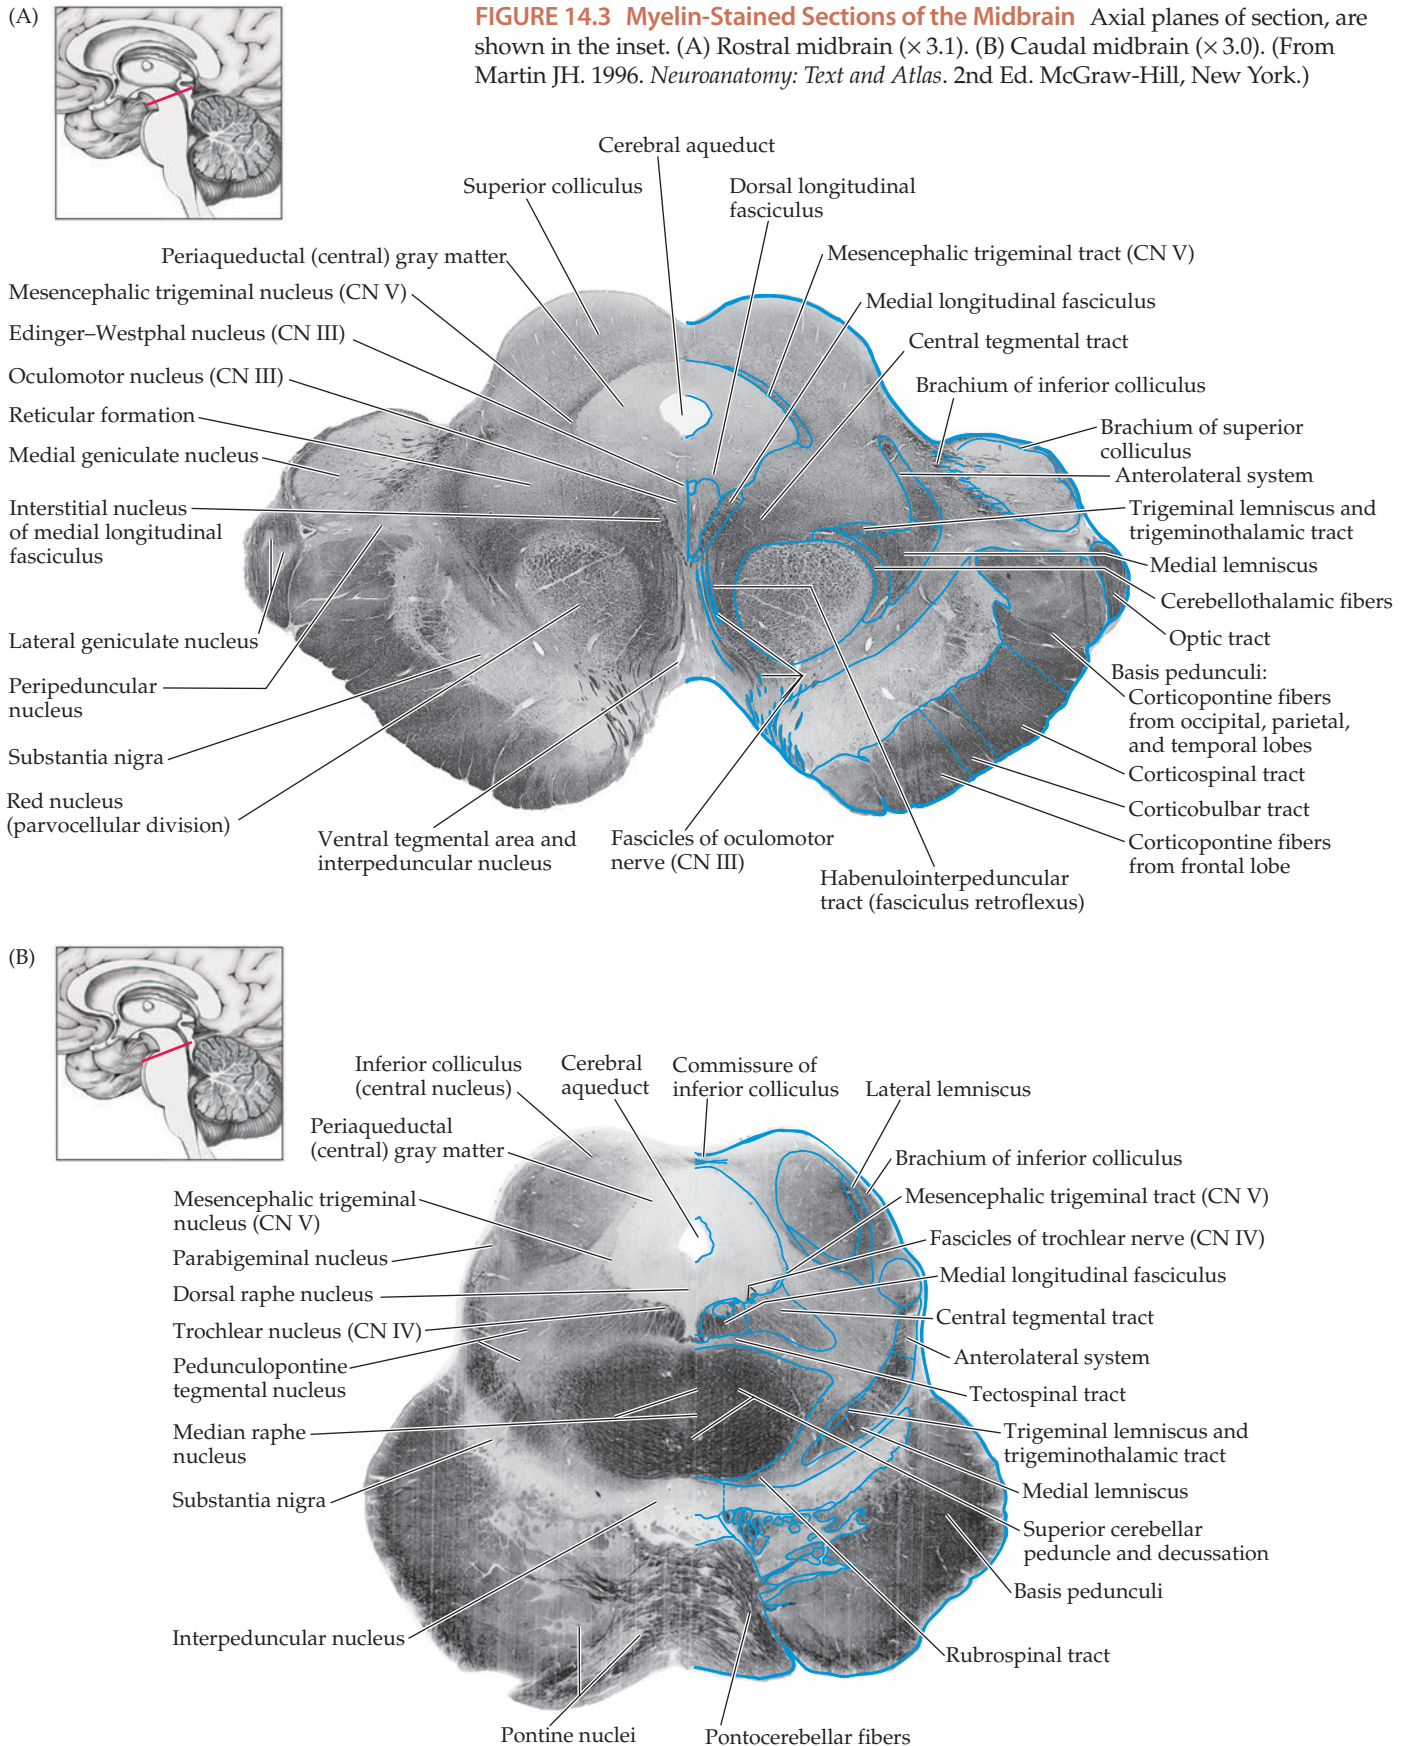 (A)
FIGURE 14.3 Myelin-Stained Sections of the Midbrain Axial planes of section, are
shown in the inset. (A) Rostral midbrain (× 3.1). (B) Caudal midbrain (× 3.0). (From
Martin JH. 1996. Neuroanatomy: Text and Atlas. 2nd Ed. McGraw-Hill, New York.)
Cerebral aqueduct
Superior colliculus
Dorsal longitudinal
fasciculus
Periaqueductal (central) gray matter
Mesencephalic trigeminal nucleus (CN V)
Edinger–Westphal nucleus (CN III)
Oculomotor nucleus (CN III)
Reticular formation
Medial geniculate nucleus
Interstitial nucleus
of medial longitudinal
fasciculus
Lateral geniculate nucleus
Peripeduncular
nucleus
Substantia nigra
Red nucleus
(parvocellular division)
Ventral tegmental area and
interpeduncular nucleus
Fascicles of oculomotor
nerve (CN III)
Habenulointerpeduncular
tract (fasciculus retroflexus)
Mesencephalic trigeminal tract (CN V)
Medial longitudinal fasciculus
Central tegmental tract
Brachium of inferior colliculus
Brachium of superior
colliculus
Anterolateral system
Trigeminal lemniscus and
trigeminothalamic tract
Medial lemniscus
Cerebellothalamic fibers
Optic tract
Basis pedunculi:
Corticopontine fibers
from occipital, parietal,
and temporal lobes
Corticospinal tract
Corticobulbar tract
Corticopontine fibers
from frontal lobe
(B)
Inferior colliculus
(central nucleus)
Cerebral
aqueduct
Commissure of
inferior colliculus
Lateral lemniscus
Periaqueductal
(central) gray matter
Mesencephalic trigeminal
nucleus (CN V)
Parabigeminal nucleus
Dorsal raphe nucleus
Trochlear nucleus (CN IV)
Pedunculopontine
tegmental nucleus
Median raphe
nucleus
Substantia nigra
Interpeduncular nucleus
Pontine nuclei
Pontocerebellar fibers
Brachium of inferior colliculus
Mesencephalic trigeminal tract (CN V)
Fascicles of trochlear nerve (CN IV)
Medial longitudinal fasciculus
Central tegmental tract
Anterolateral system
Tectospinal tract
Trigeminal lemniscus and
trigeminothalamic tract
Medial lemniscus
Superior cerebellar
peduncle and decussation
Basis pedunculi
Rubrospinal tract